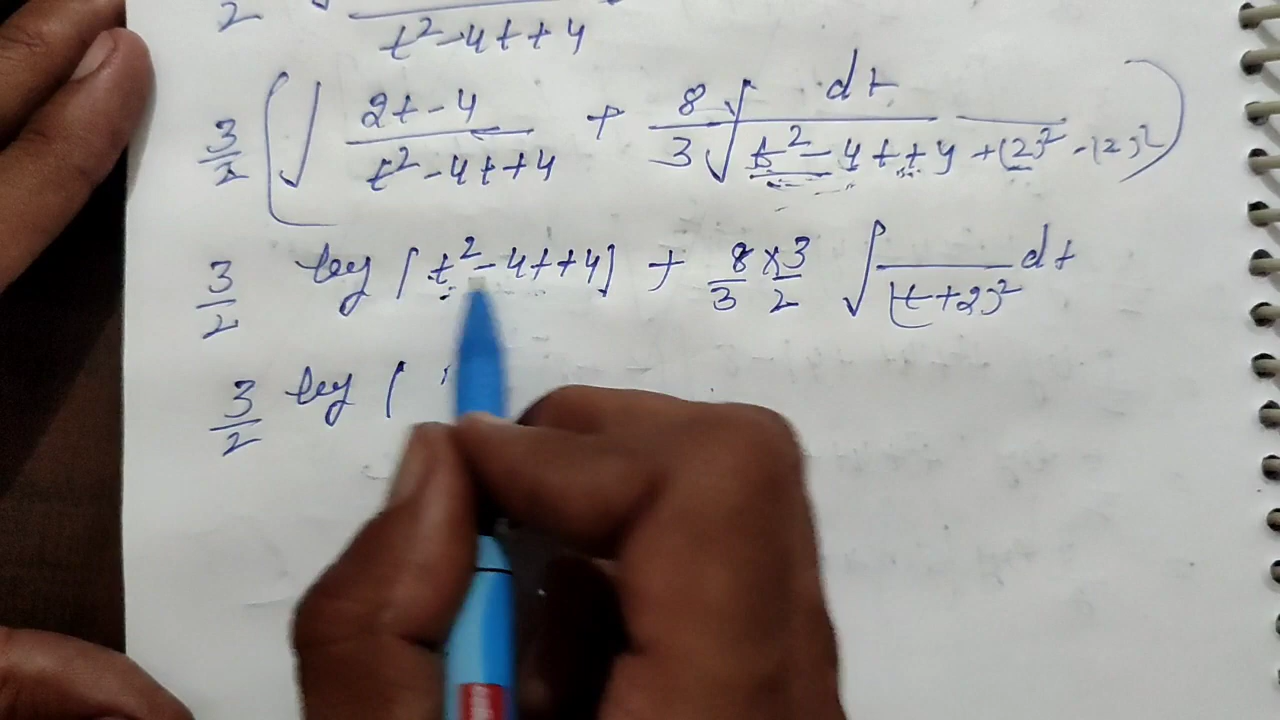 2 t²-4t+4
3/2 ( ∫ 2t-4/t²-4t+4 + 8/3 ∫ dt/t²-4t+4+(2)²-(2)² )
3/2 log [t²-4t+4] + 8/3 × 3/2 ∫ /(t+2)² dt
3/2 log [